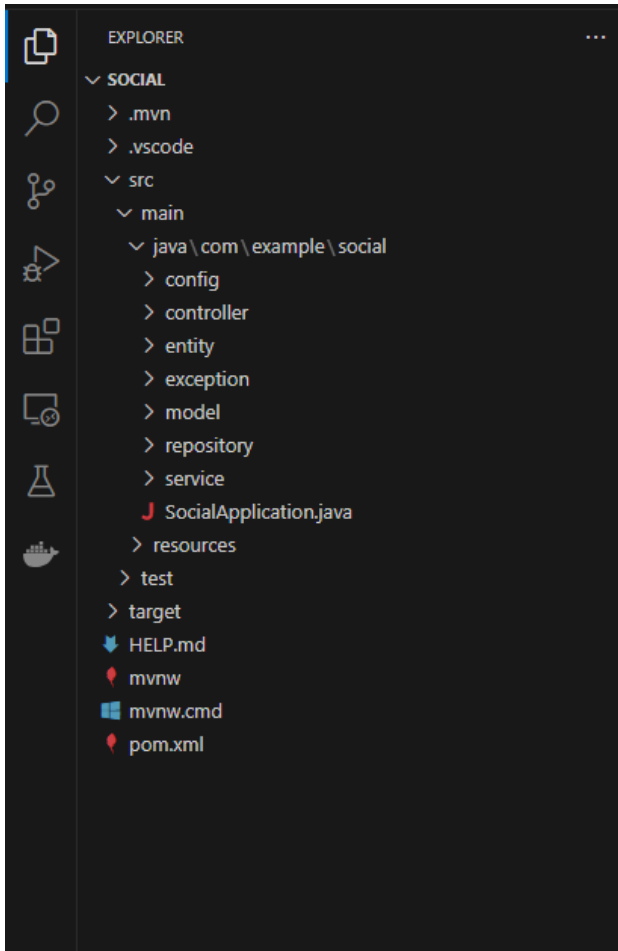 EXPLORER
SOCIAL
.mvn
.vscode
src
main
java\com\example\social
config
controller
entity
exception
model
repository
service
SocialApplication.java
resources
test
target
HELP.md
mvnw
mvnw.cmd
pom.xml